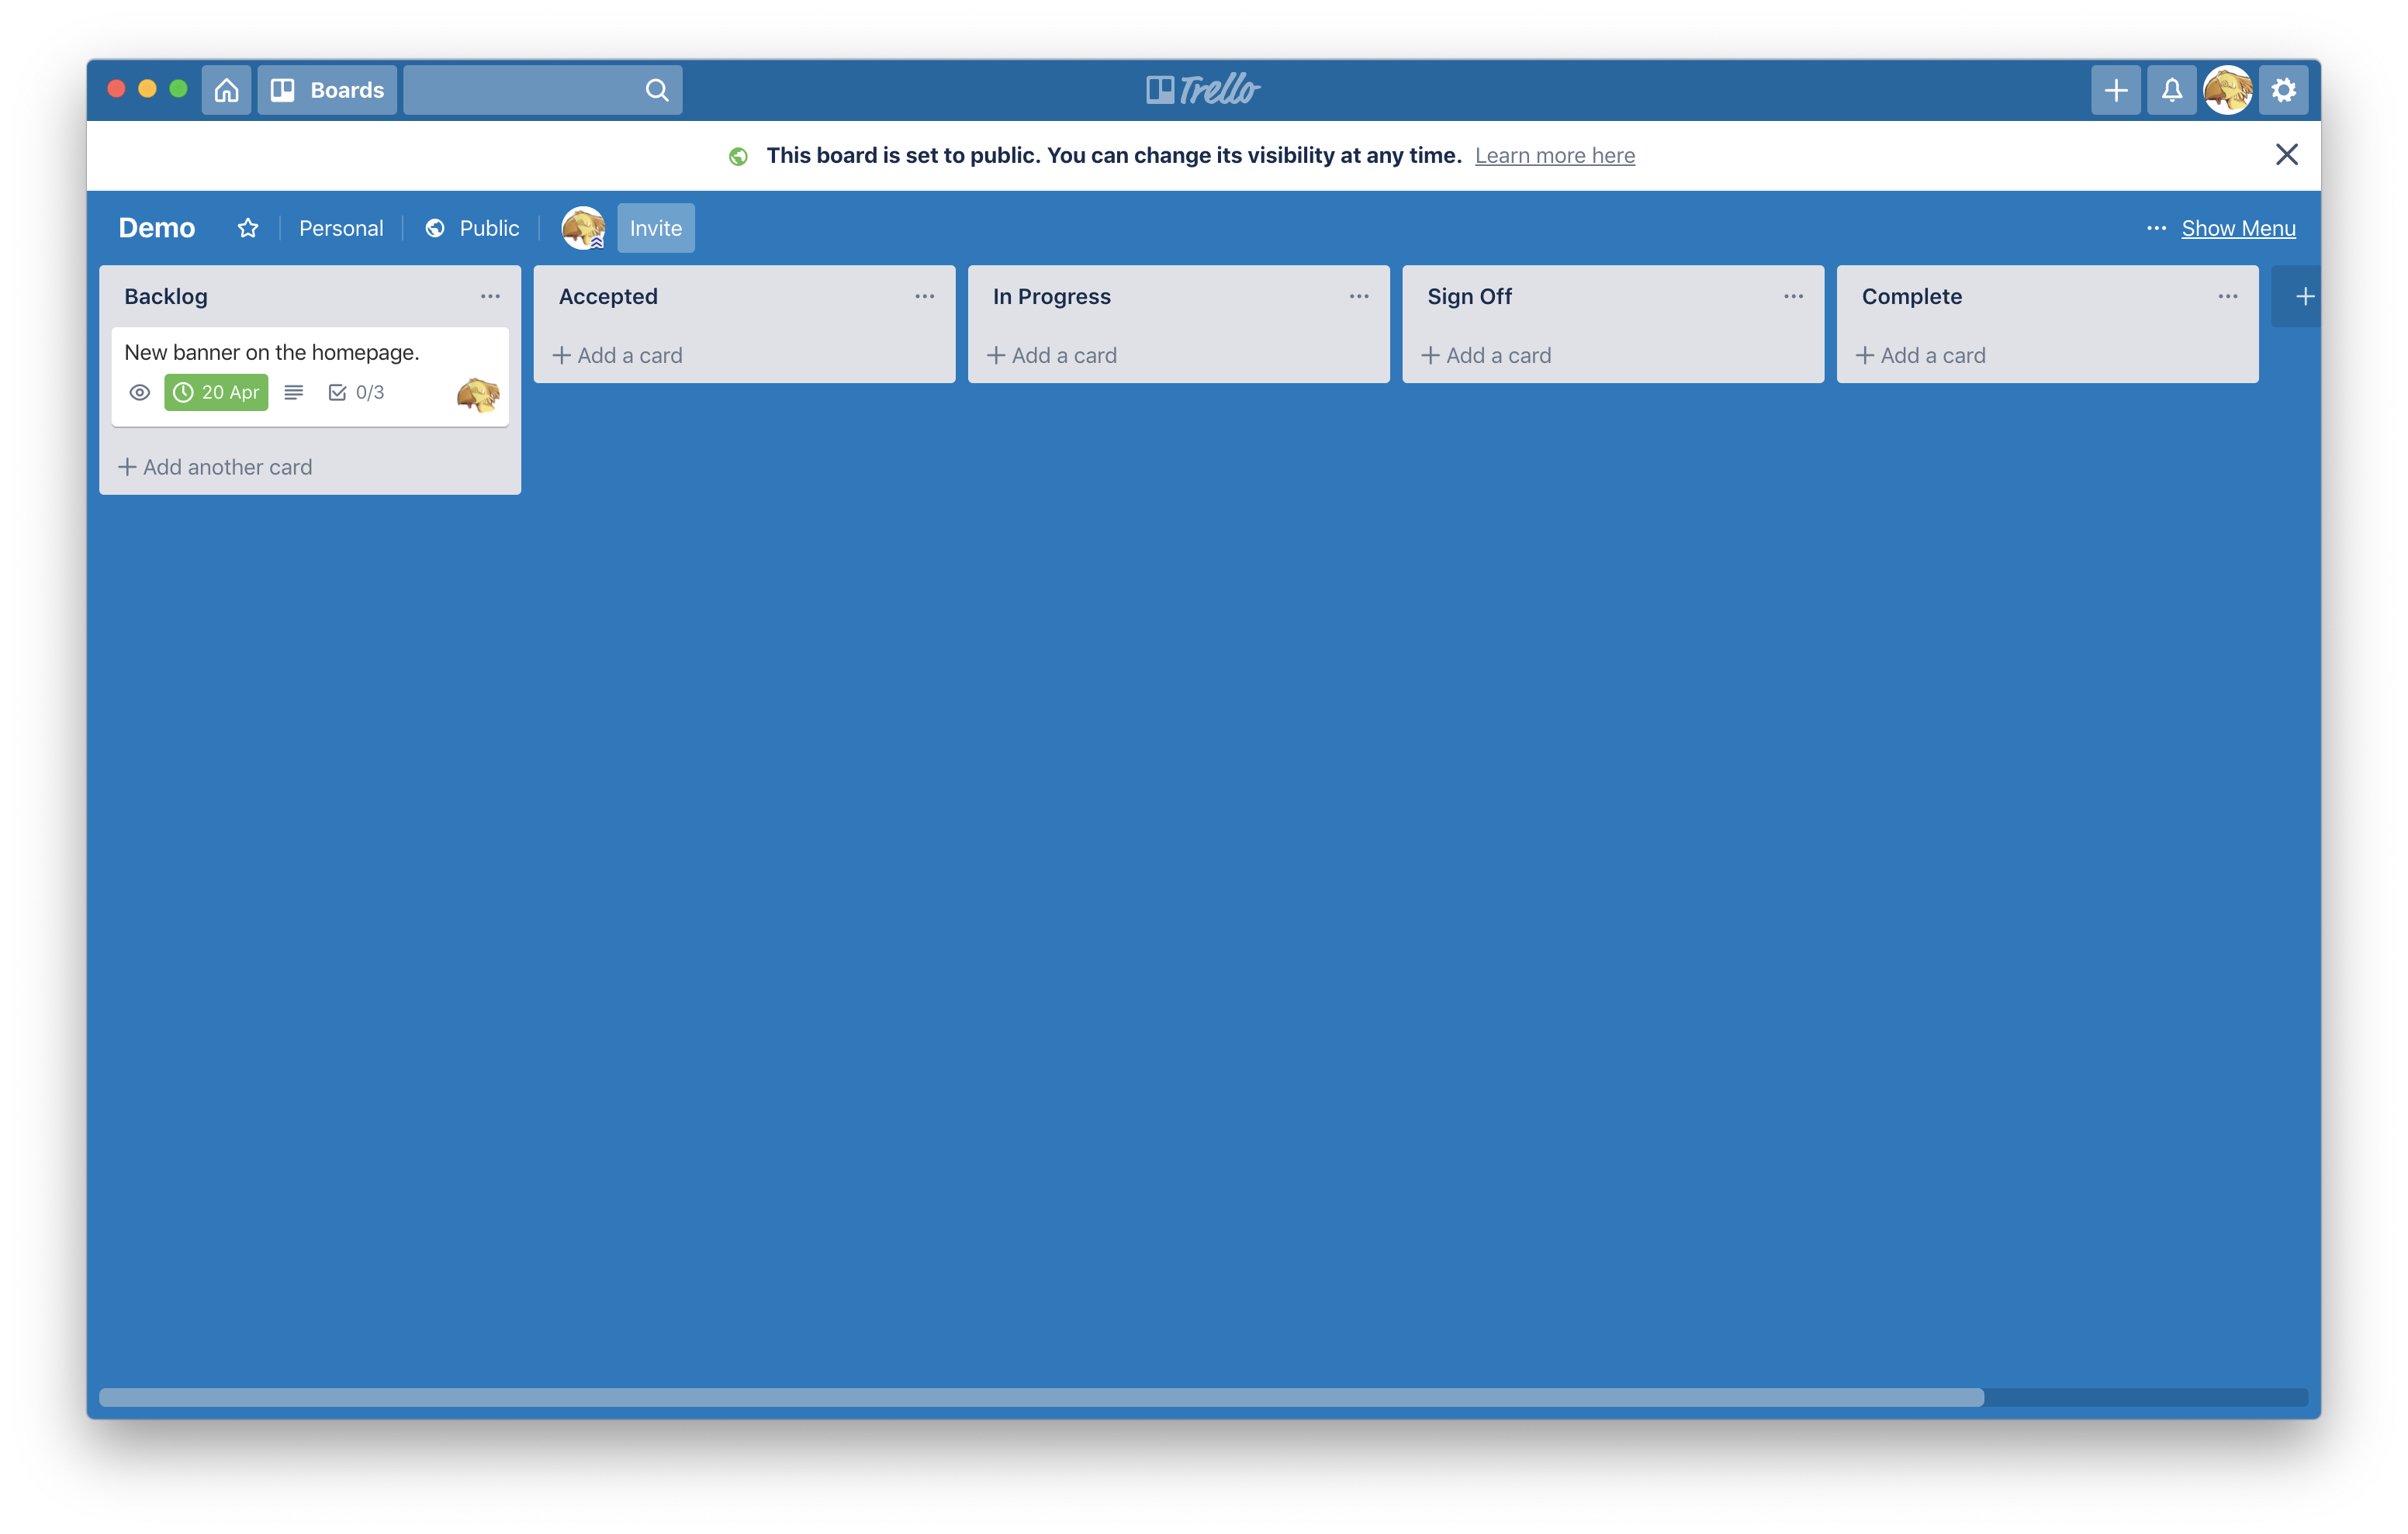 Boards
Trello
This board is set to public. You can change its visibility at any time. Learn more here
Demo Personal Public Invite ... Show Menu
Backlog
New banner on the homepage.
20 Apr 0/3
+ Add another card
Accepted
+ Add a card
In Progress
+ Add a card
Sign Off
+ Add a card
Complete
+ Add a card